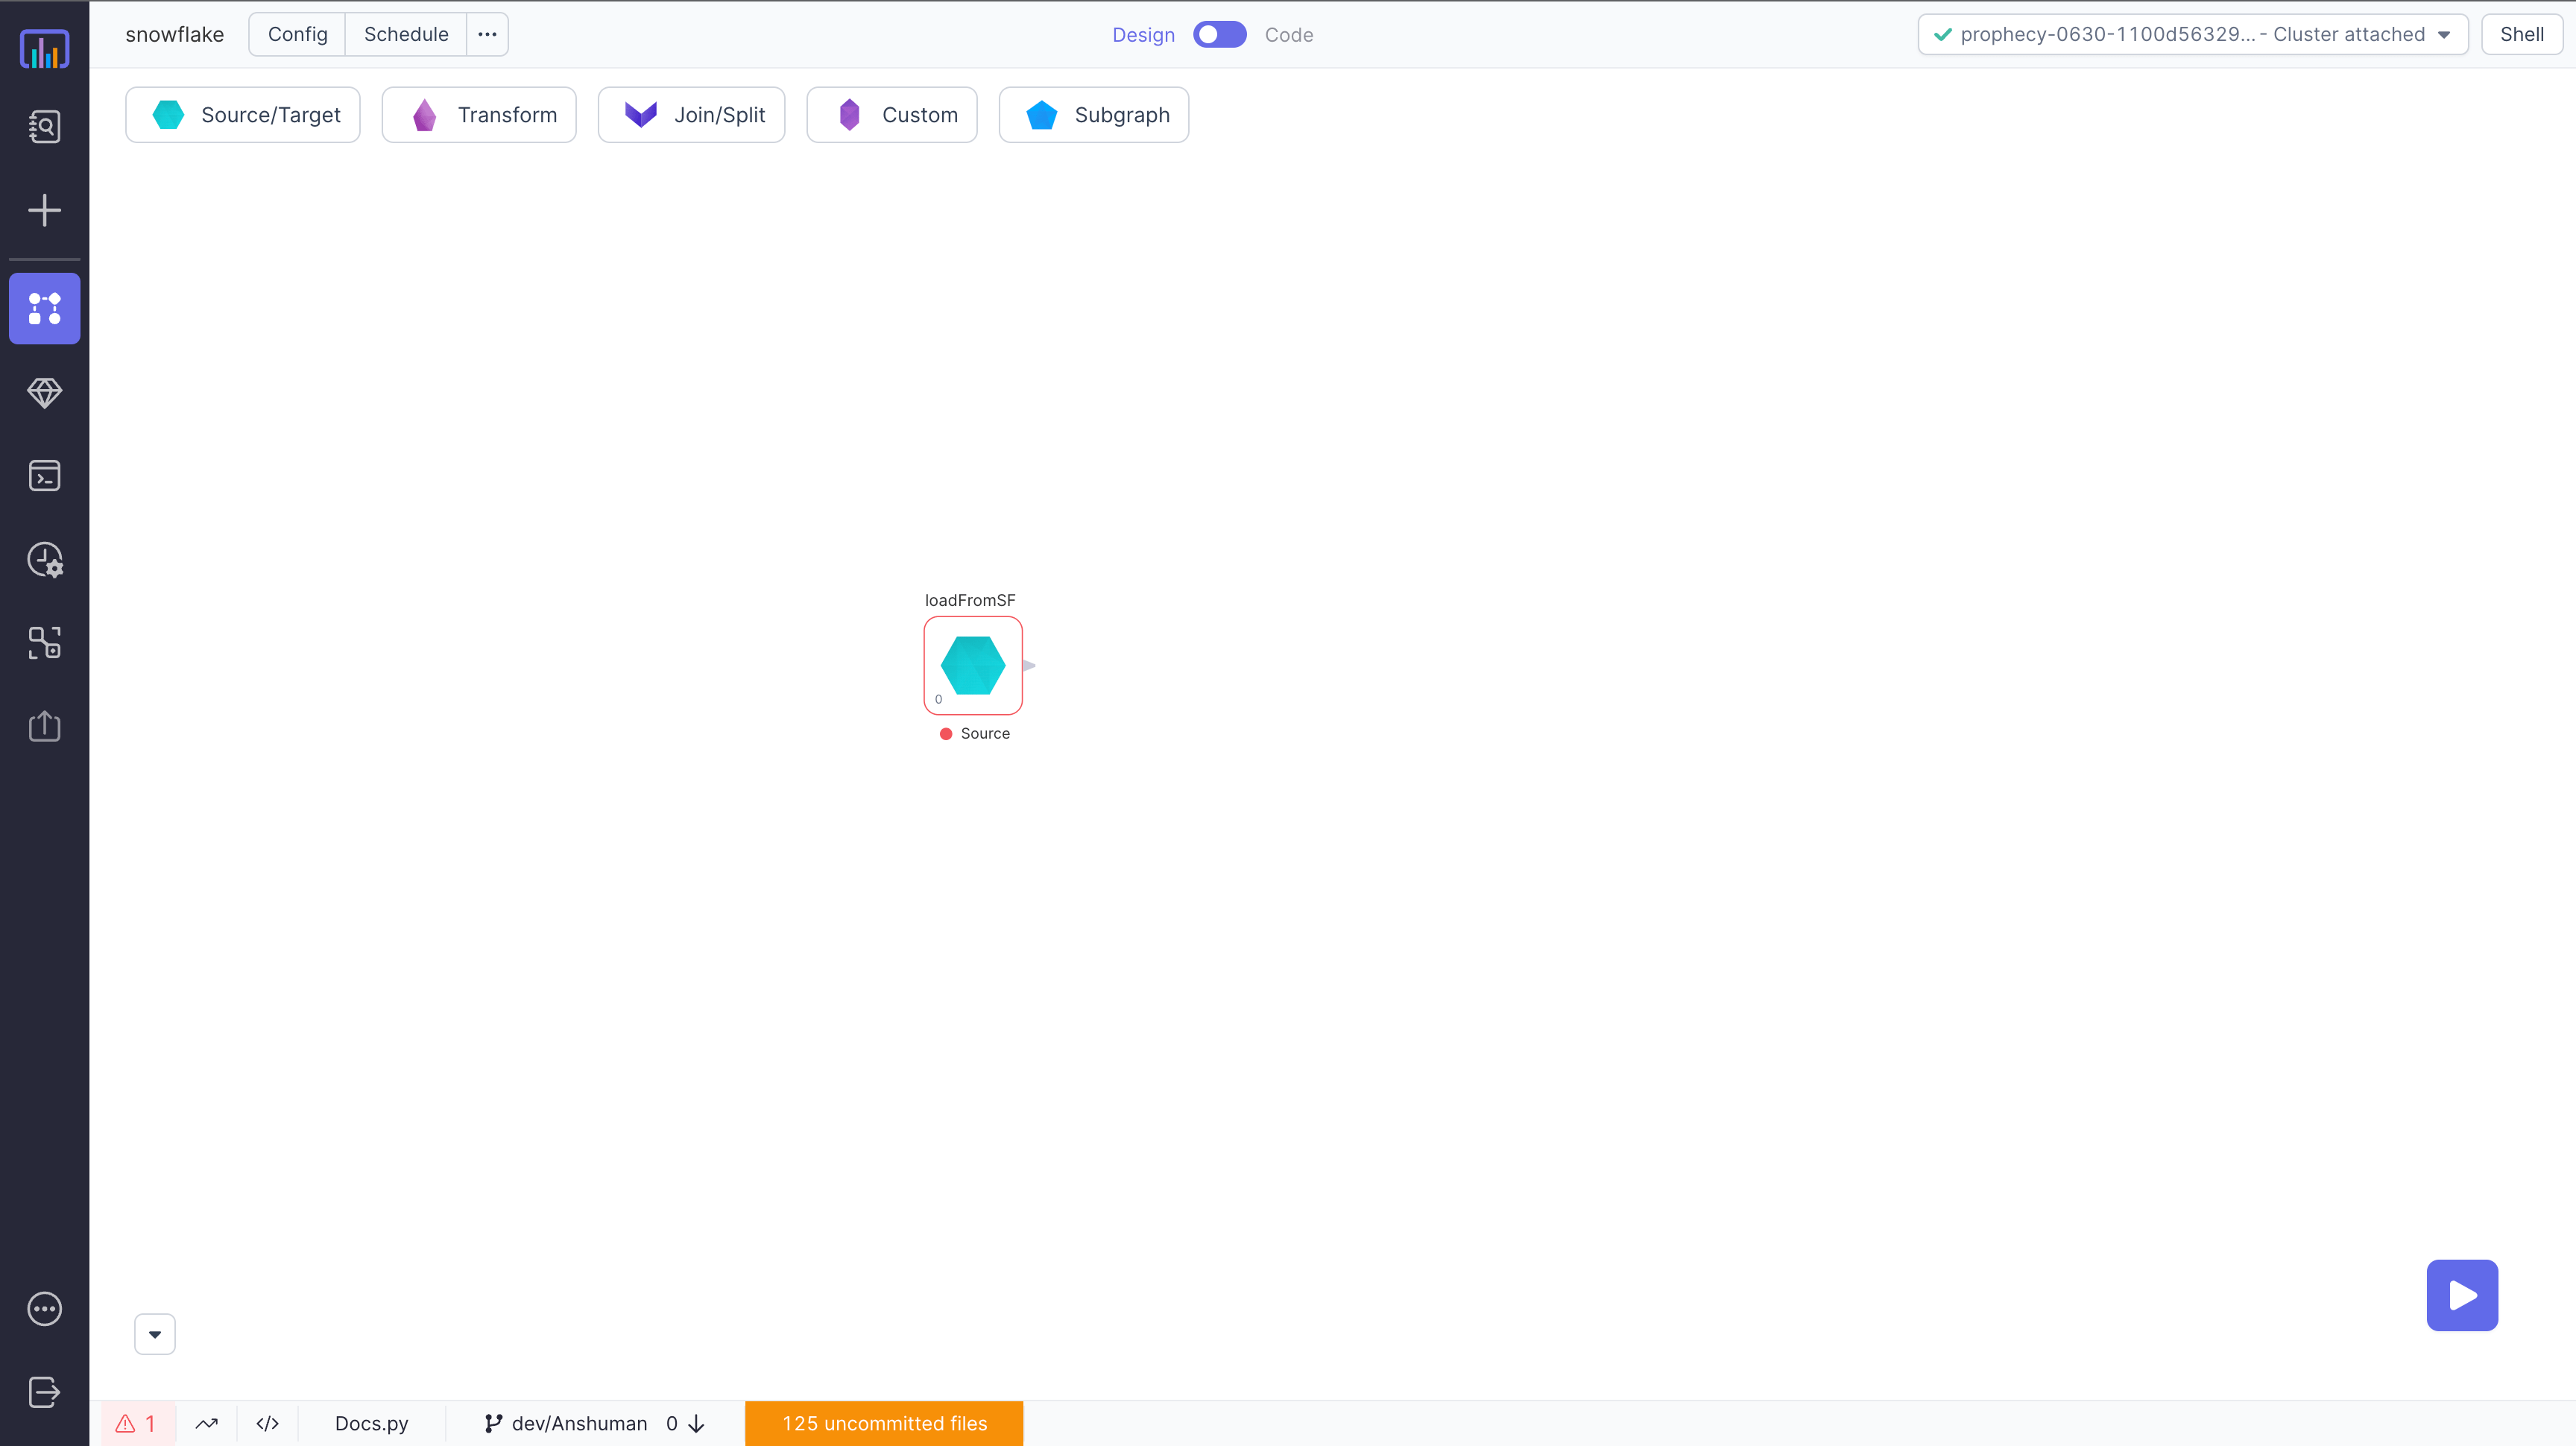 snowflake
Config
Schedule
Design
Code
prophecy-0630-1100d56329... - Cluster attached
Shell
Source/Target
Transform
Join/Split
Custom
Subgraph
loadFromSF
0
Source
1
</>
Docs.py
dev/Anshuman
0
125 uncommitted files